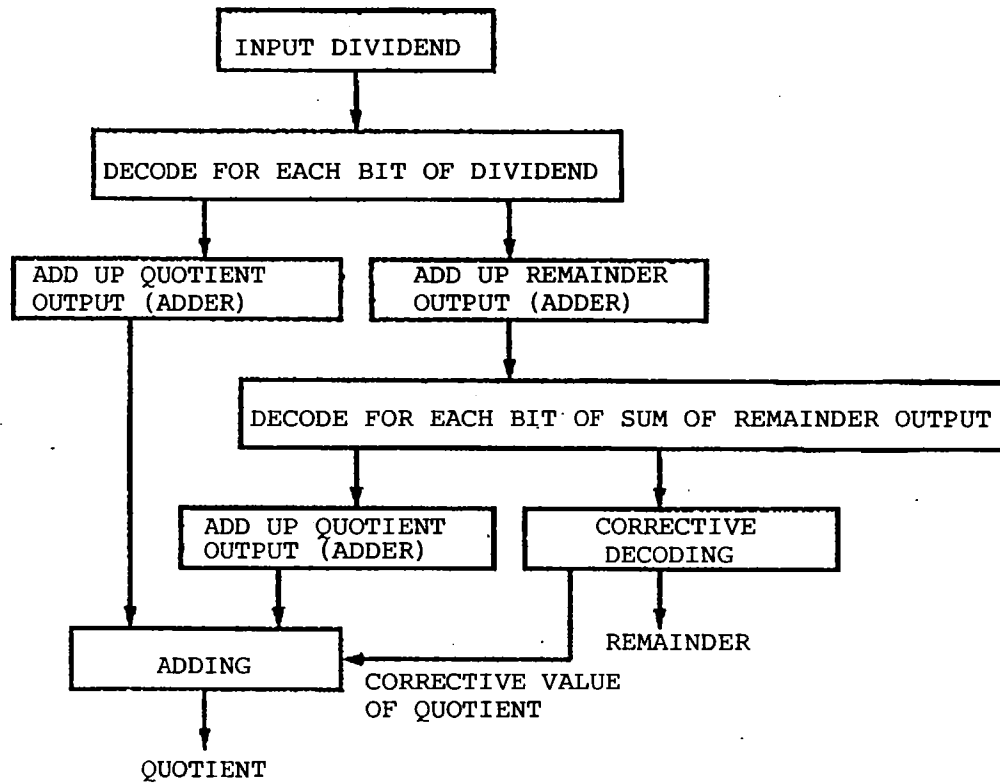 INPUT DIVIDEND
DECODE FOR EACH BIT OF DIVIDEND
ADD UP QUOTIENT
OUTPUT (ADDER)
ADD UP REMAINDER
OUTPUT (ADDER)
DECODE FOR EACH BIT OF SUM OF REMAINDER OUTPUT
ADD UP QUOTIENT
OUTPUT (ADDER)
CORRECTIVE
DECODING
REMAINDER
ADDING
CORRECTIVE VALUE
OF QUOTIENT
QUOTIENT